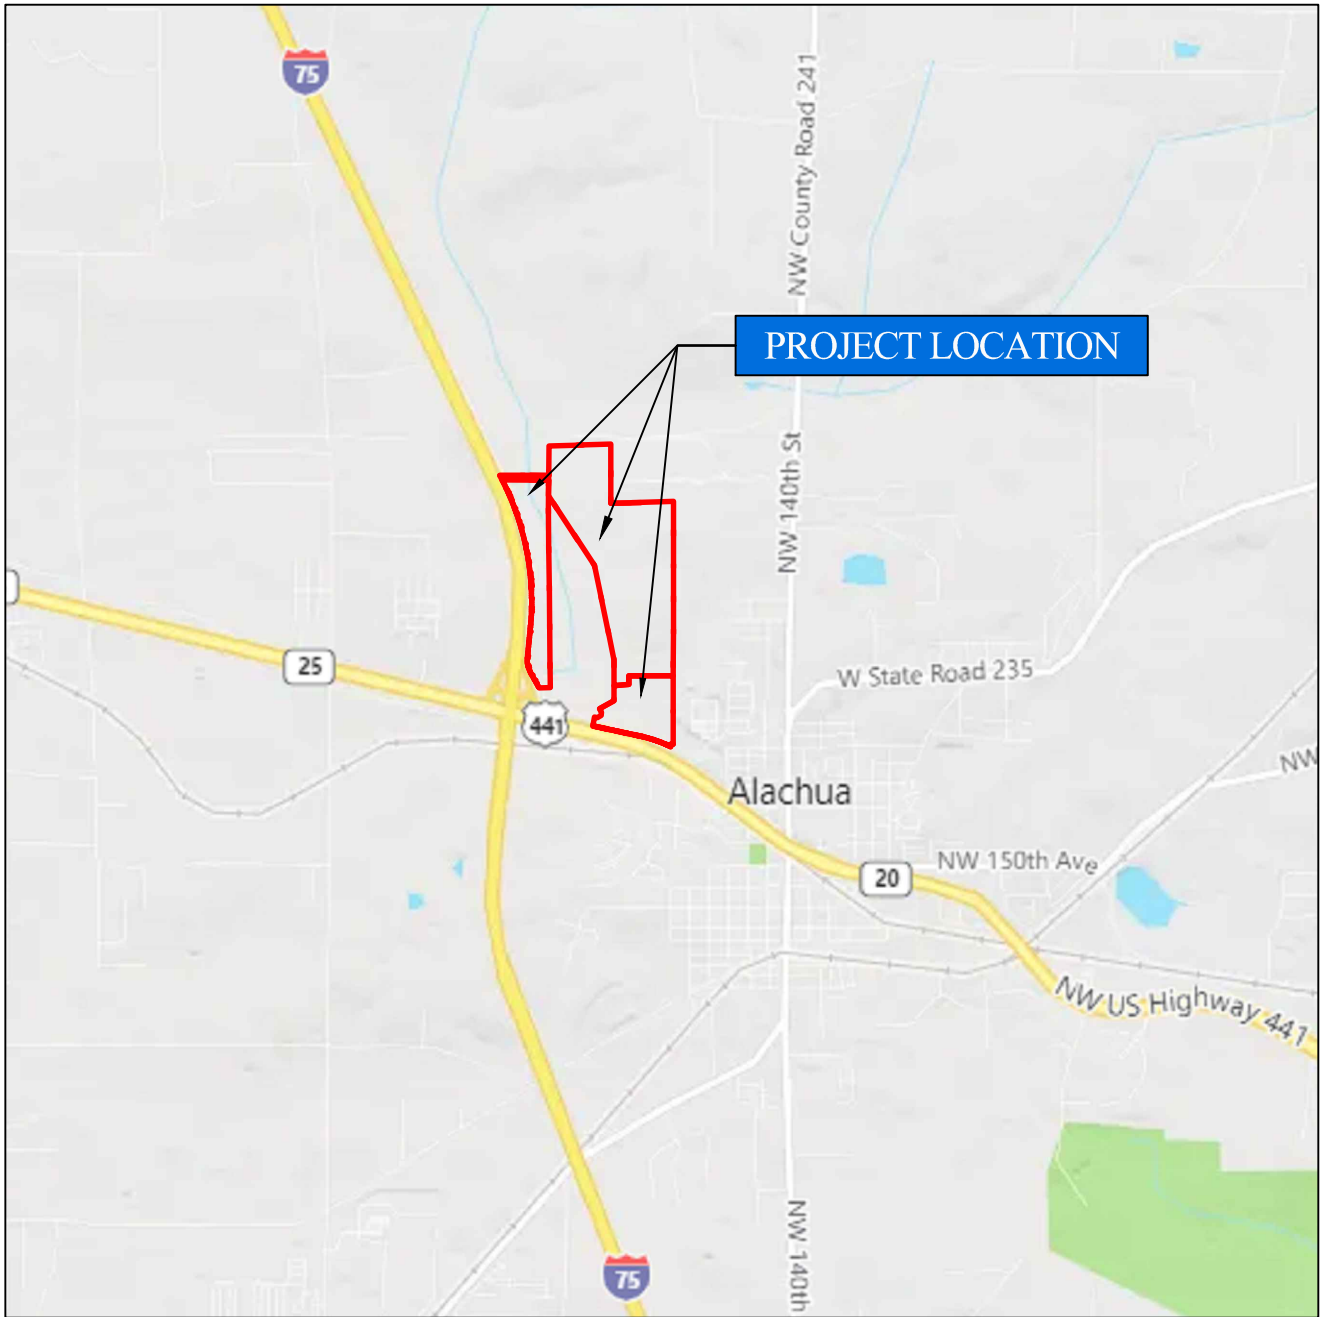 75
NW County Road 241
PROJECT LOCATION
NW 140th St
25
W State Road 235
441
NW
Alachua
NW 150th Ave
20
NW US Highway 441
NW 140th
75